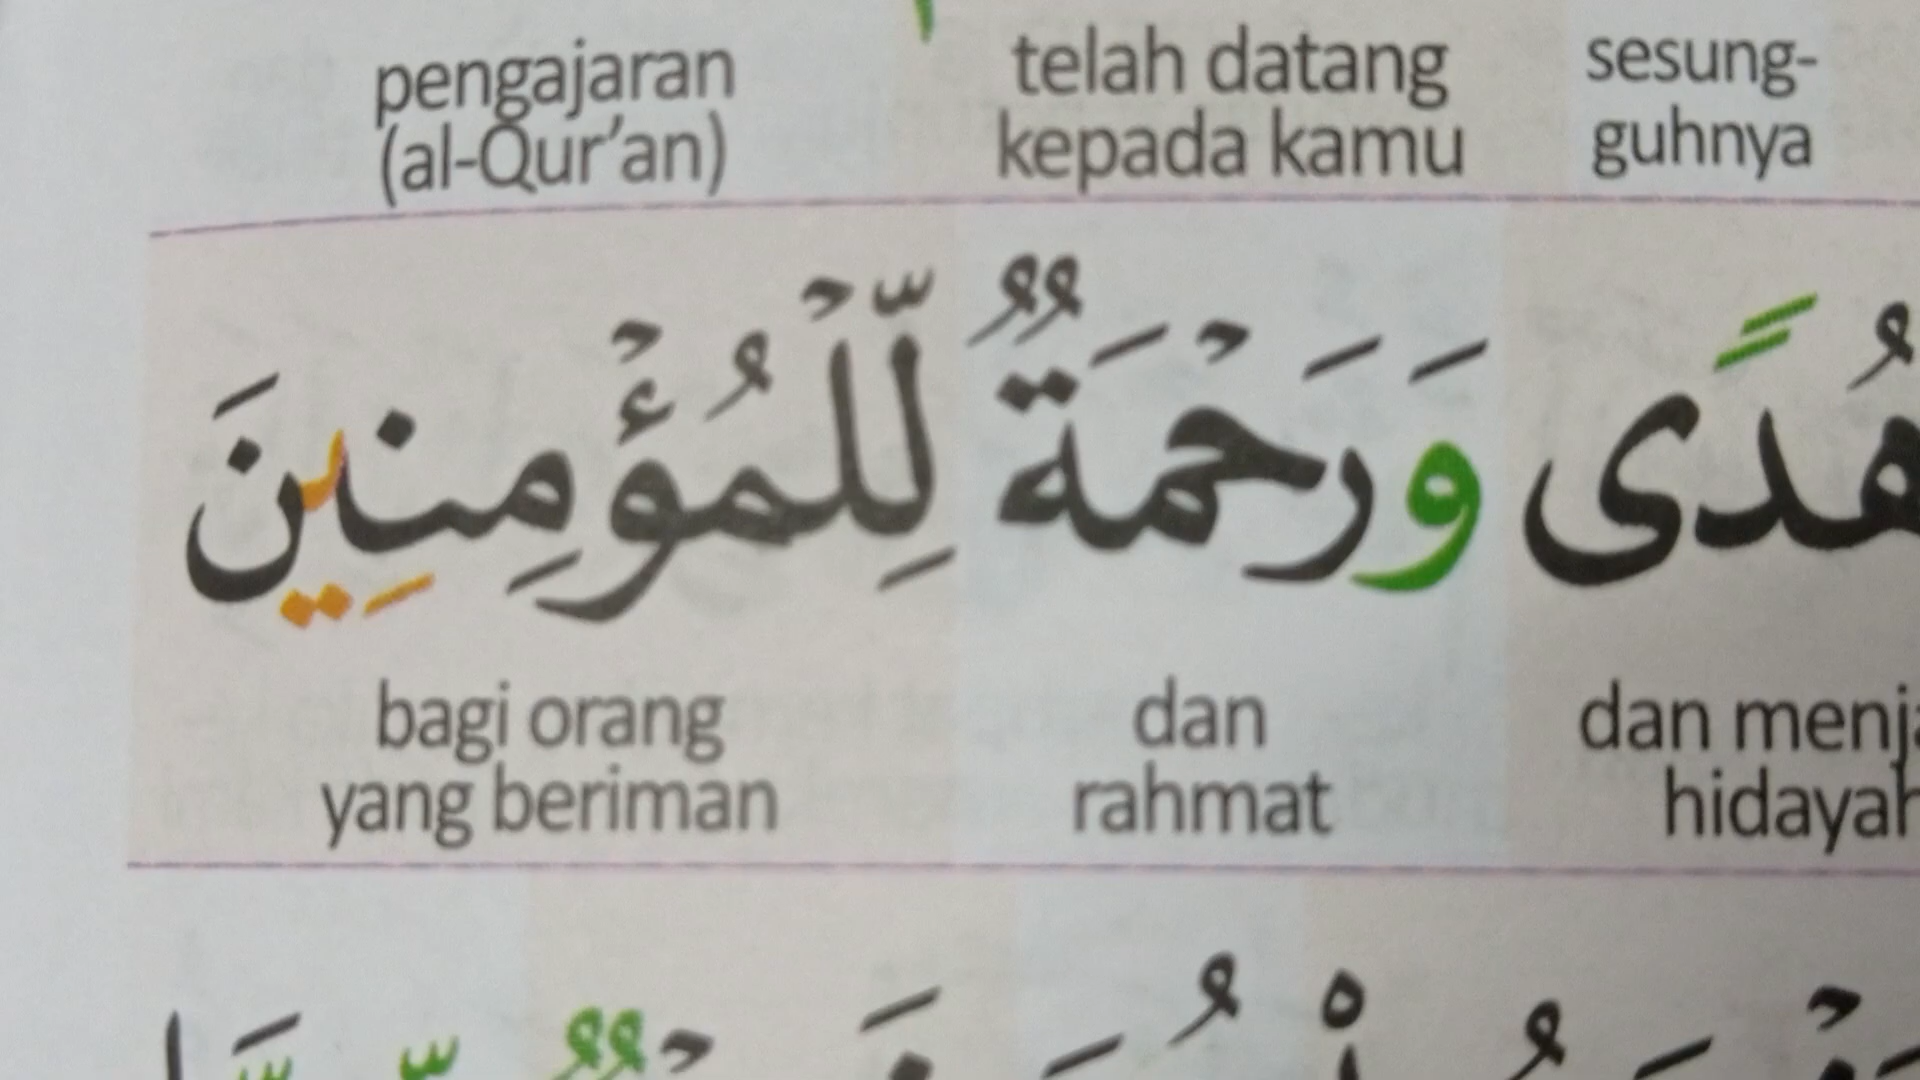 sesung-
guhnya
telah datang
kepada kamu
pengajaran
(al-Qur'an)
هُدًى وَرَحْمَةٌ لِّلْمُؤْمِنِينَ
dan
rahmat
bagi orang
yang beriman
dan
hidayah